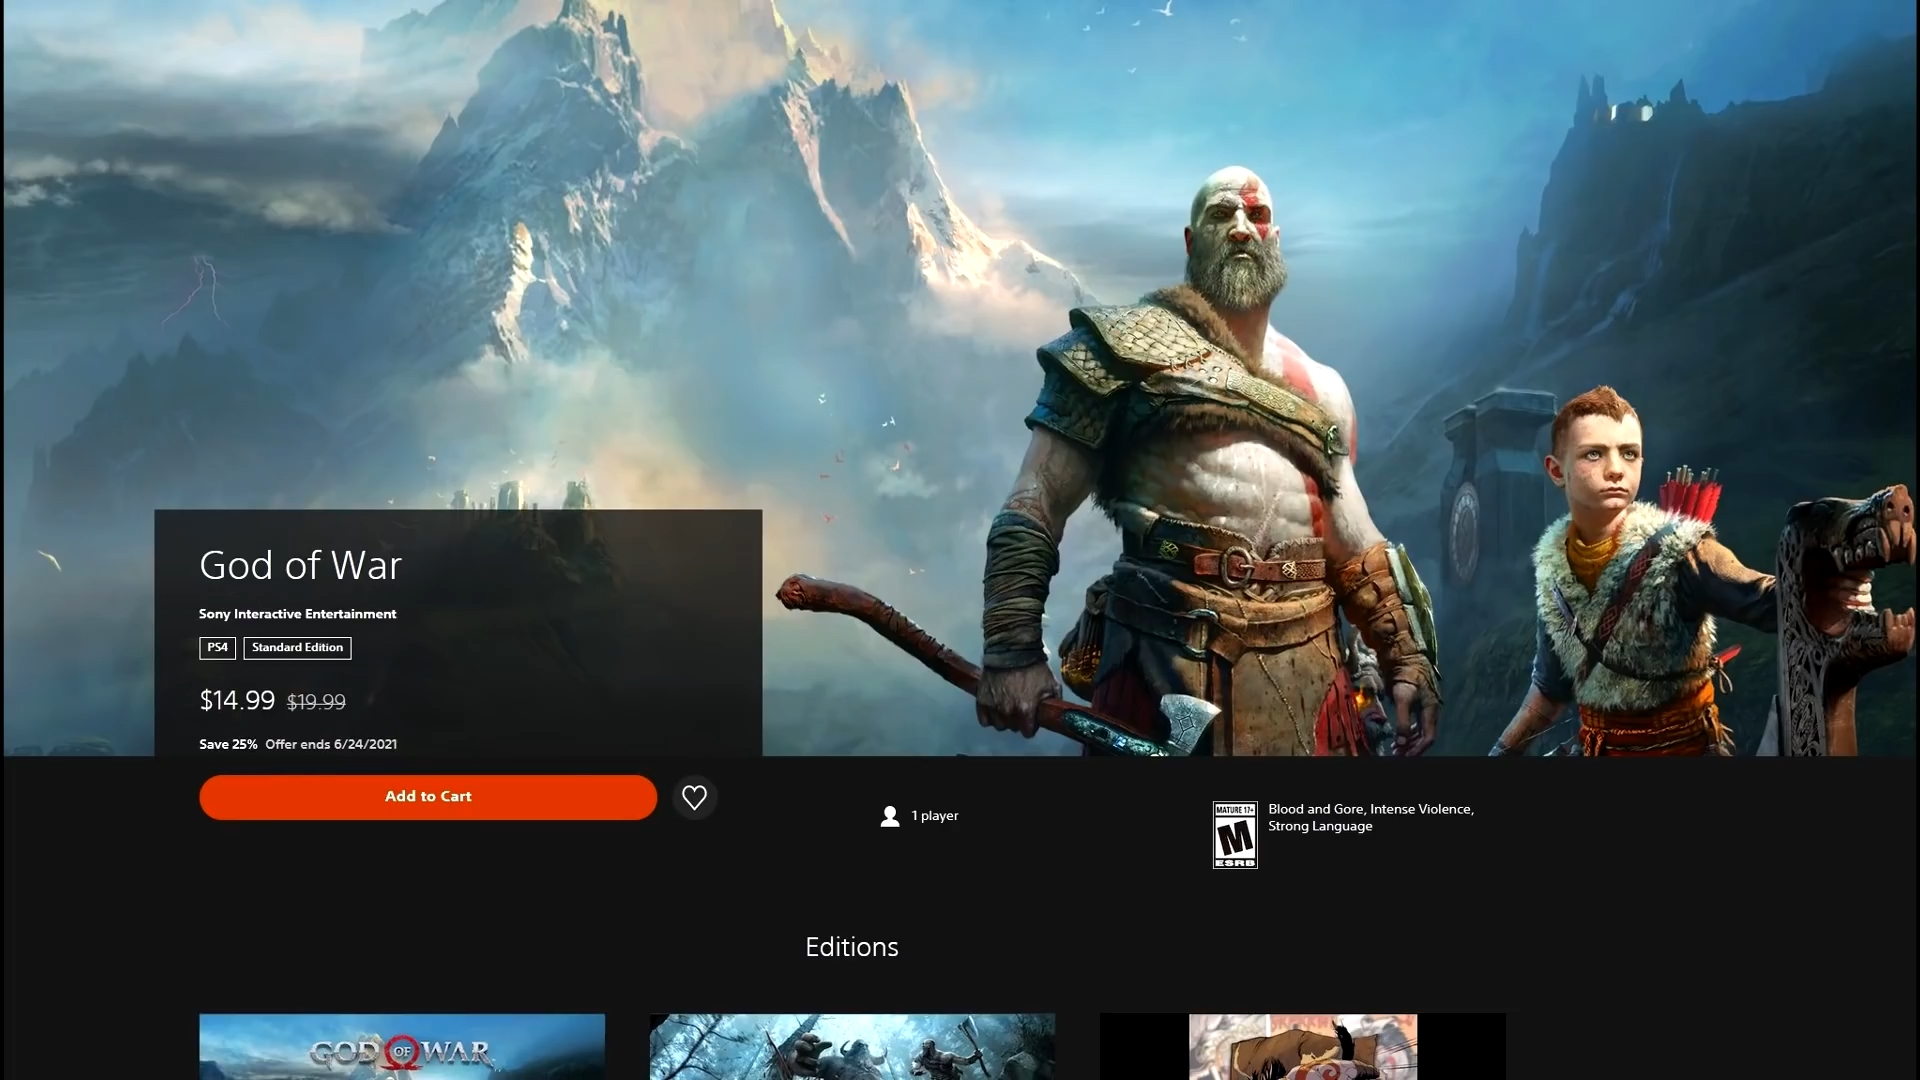 God of War
Sony Interactive Entertainment
PS4 Standard Edition
$14.99 $19.99
Save 25% Offer ends 6/24/2021
Add to Cart
1 player
MATURE 17+
M
ESRB
Blood and Gore, Intense Violence,
Strong Language
Editions
GOD OF WAR